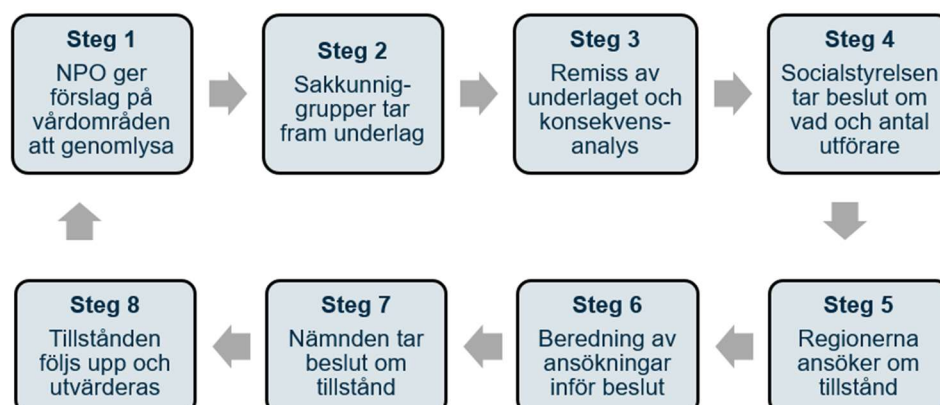 Steg 1
NPO ger
förslag på
vårdområden
att genomlysa
Steg 2
Sakkunnig-
grupper tar
fram underlag
Steg 3
Remiss av
underlaget och
konsekvens-
analys
Steg 4
Socialstyrelsen
tar beslut om
vad och antal
utförare
Steg 5
Regionerna
ansöker om
tillstånd
Steg 6
Beredning av
ansökningar
inför beslut
Steg 7
Nämnden tar
beslut om
tillstånd
Steg 8
Tillstånden
följs upp och
utvärderas